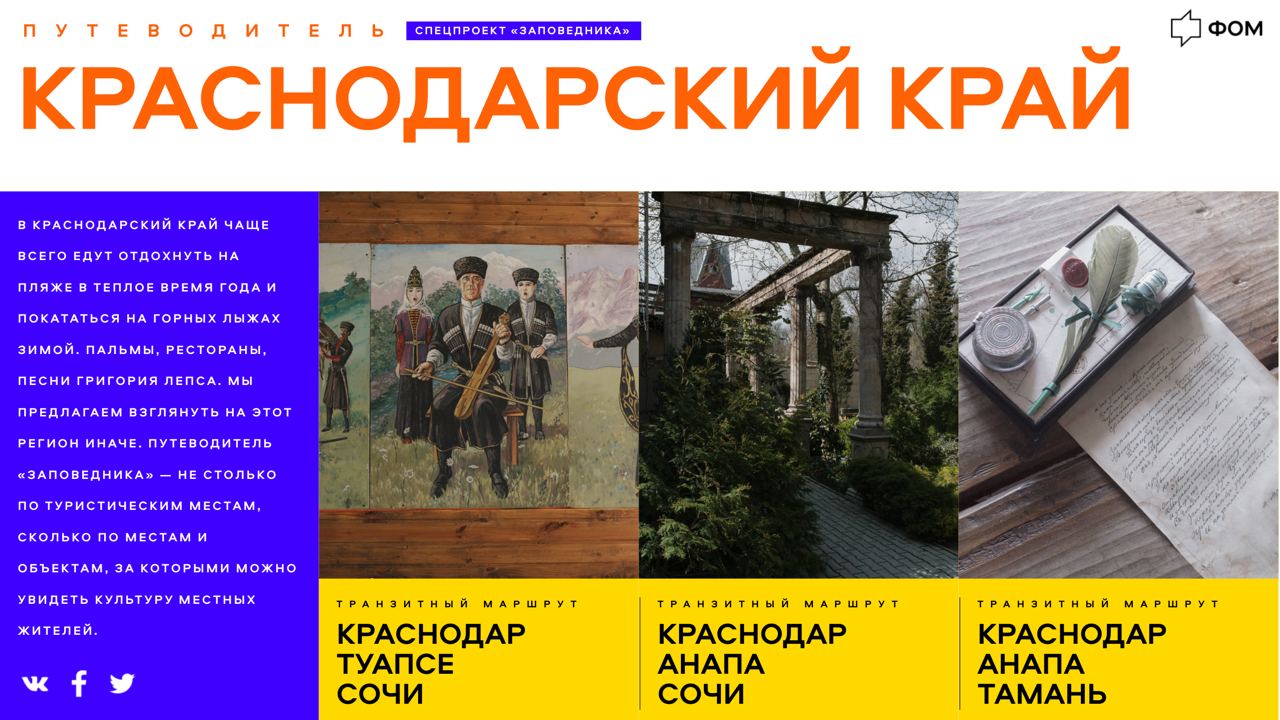 ПУТЕВОДИТЕЛЬ
СПЕЦПРОЕКТ «ЗАПОВЕДНИКА»
ФОМ
КРАСНОДАРСКИЙ КРАЙ
В КРАСНОДАРСКИЙ КРАЙ ЧАЩЕ
ВСЕГО ЕДУТ ОТДОХНУТЬ НА
ПЛЯЖЕ В ТЕПЛОЕ ВРЕМЯ ГОДА И
ПОКАТАТЬСЯ НА ГОРНЫХ ЛЫЖАХ
ЗИМОЙ. ПАЛЬМЫ, РЕСТОРАНЫ,
ПЕСНИ ГРИГОРИЯ ЛЕПСА. МЫ
ПРЕДЛАГАЕМ ВЗГЛЯНУТЬ НА ЭТОТ
РЕГИОН ИНАЧЕ. ПУТЕВОДИТЕЛЬ
«ЗАПОВЕДНИКА» — НЕ СТОЛЬКО
ПО ТУРИСТИЧЕСКИМ МЕСТАМ,
СКОЛЬКО ПО МЕСТАМ И
ОБЪЕКТАМ, ЗА КОТОРЫМИ МОЖНО
УВИДЕТЬ КУЛЬТУРУ МЕСТНЫХ
ЖИТЕЛЕЙ.
ТРАНЗИТНЫЙ МАРШРУТ
КРАСНОДАР
ТУАПСЕ
СОЧИ
ТРАНЗИТНЫЙ МАРШРУТ
КРАСНОДАР
АНАПА
СОЧИ
ТРАНЗИТНЫЙ МАРШРУТ
КРАСНОДАР
АНАПА
ТАМАНЬ